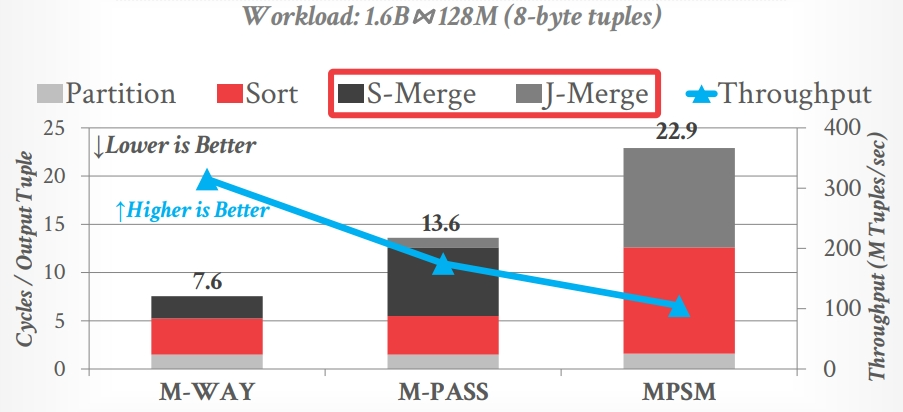 Workload: 1.6B⋈128M (8-byte tuples)
Partition Sort S-Merge J-Merge Throughput
25 ↓Lower is Better 22.9 400
20 300
↑Higher is Better
15 13.6 200
10 7.6
5 100
0 0
Cycles / Output Tuple
Throughput (M Tuples/sec)
M-WAY M-PASS MPSM